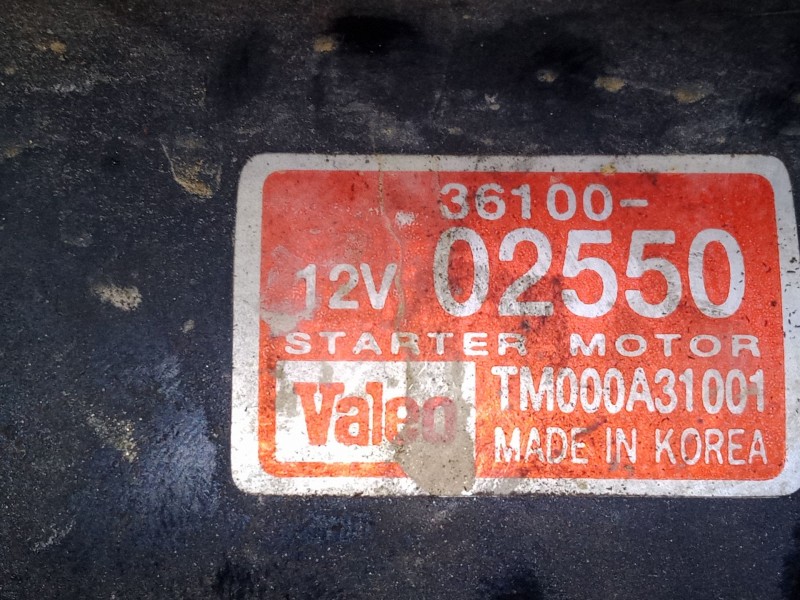 36100-
12V 02550
STARTER MOTOR
Valeo TM000A31001
MADE IN KOREA